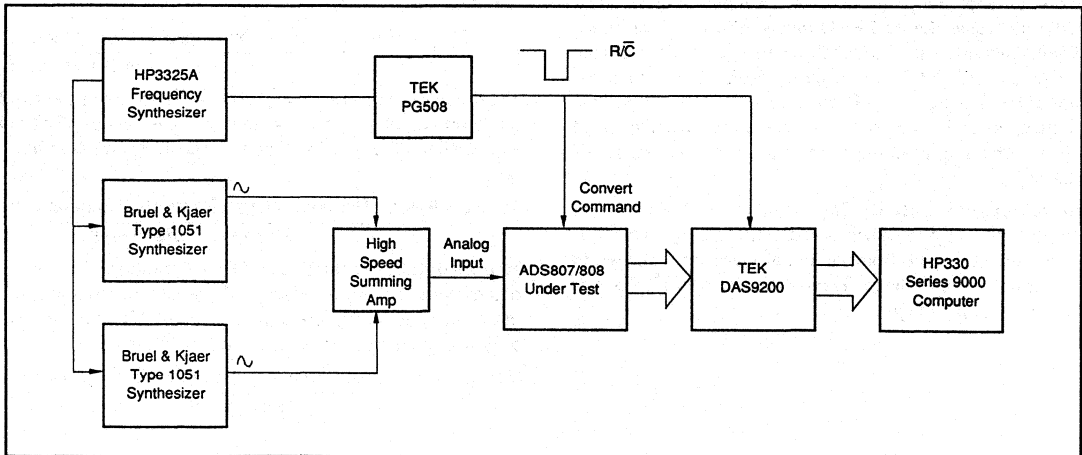 HP3325A
Frequency
Synthesizer
TEK
PG508
R/C̅
Bruel & Kjaer
Type 1051
Synthesizer
Convert
Command
High
Speed
Summing
Amp
Analog
Input
ADS807/808
Under Test
TEK
DAS9200
HP330
Series 9000
Computer
Bruel & Kjaer
Type 1051
Synthesizer